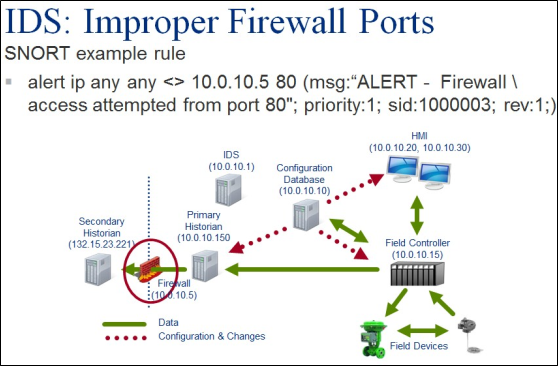 IDS: Improper Firewall Ports
SNORT example rule
▪ alert ip any any <> 10.0.10.5 80 (msg:“ALERT - Firewall \
access attempted from port 80"; priority:1; sid:1000003; rev:1;)
HMI
(10.0.10.20, 10.0.10.30)
IDS
(10.0.10.1)
Configuration
Database
(10.0.10.10)
Secondary
Historian
(132.15.23.221)
Primary
Historian
(10.0.10.150
Field Controller
(10.0.10.15)
Firewall
(10.0.10.5)
Data
Configuration & Changes
Field Devices